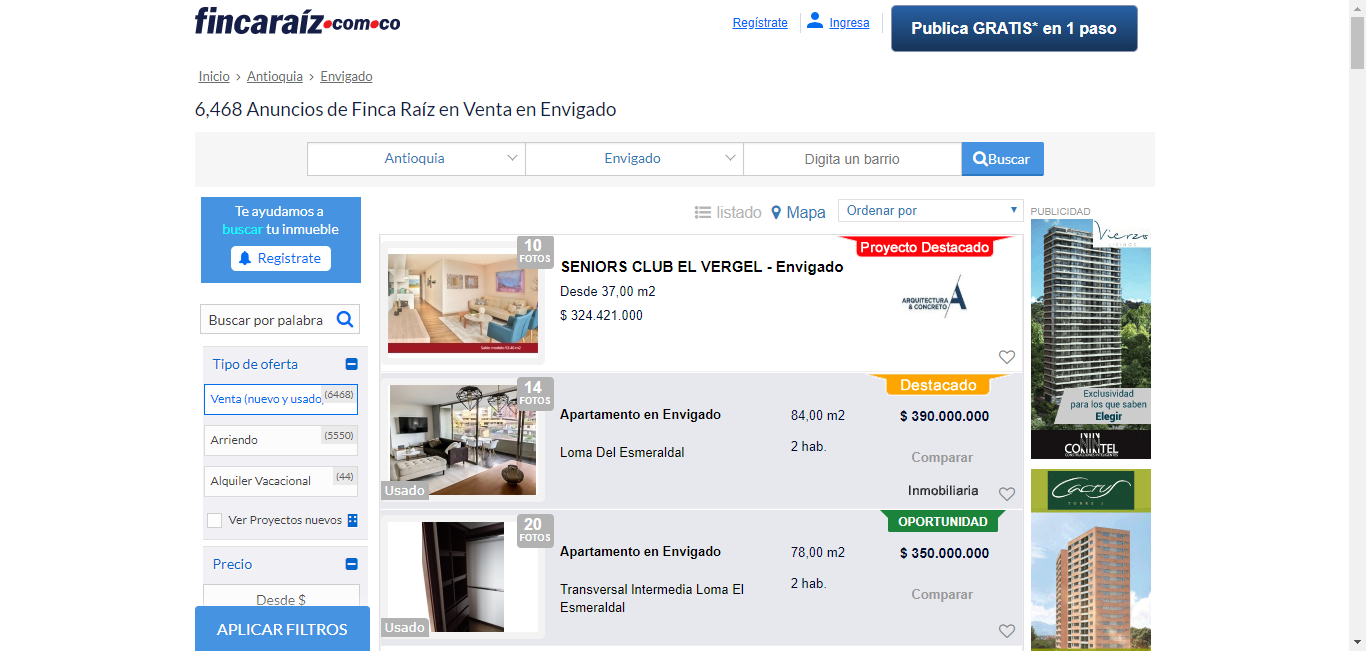 fincaraíz.com.co
Regístrate
Ingresa
Publica GRATIS* en 1 paso
Inicio › Antioquia › Envigado
6,468 Anuncios de Finca Raíz en Venta en Envigado
Antioquia
Envigado
Digita un barrio
Buscar
Te ayudamos a
buscar tu inmueble
Registrate
listado
Mapa
Ordenar por
PUBLICIDAD
Buscar por palabra
Tipo de oferta
Venta (nuevo y usado)
(6468)
Arriendo
(5550)
Alquiler Vacacional
(44)
Ver Proyectos nuevos
Precio
Desde $
APLICAR FILTROS
10
FOTOS
SENIORS CLUB EL VERGEL - Envigado
Desde 37,00 m2
$ 324.421.000
Proyecto Destacado
ARQUITECTURA
& CONCRETO
14
FOTOS
Usado
Apartamento en Envigado
Loma Del Esmeraldal
84,00 m2
2 hab.
Destacado
$ 390.000.000
Comparar
Inmobiliaria
20
FOTOS
Usado
Apartamento en Envigado
Transversal Intermedia Loma El
Esmeraldal
78,00 m2
2 hab.
OPORTUNIDAD
$ 350.000.000
Comparar
Vierzo
Exclusividad
para los que saben
Elegir
CONINTEL
Cactus